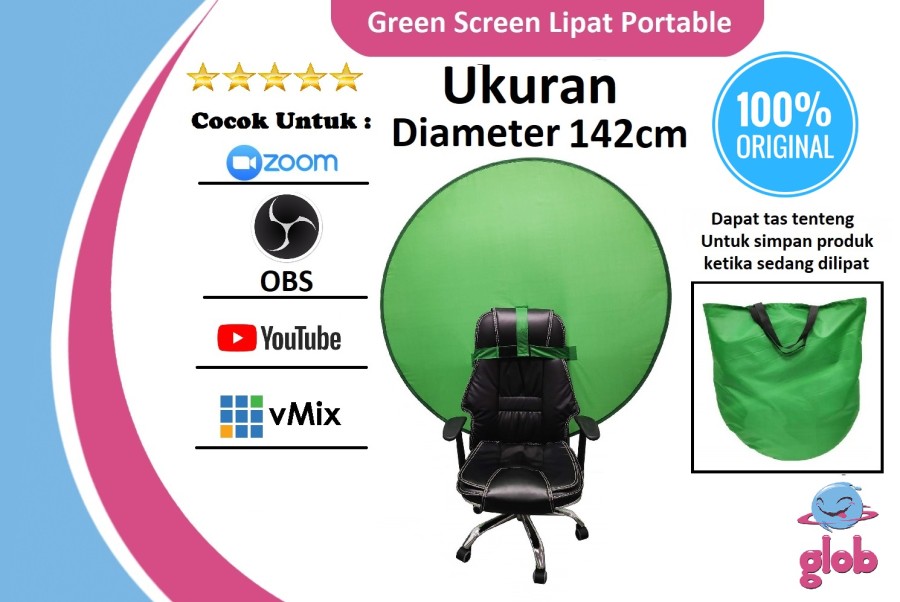 Green Screen Lipat Portable
Ukuran
Diameter 142cm
Cocok Untuk :
zoom
OBS
YouTube
vMix
100%
ORIGINAL
Dapat tas tenteng
Untuk simpan produk
ketika sedang dilipat
glob